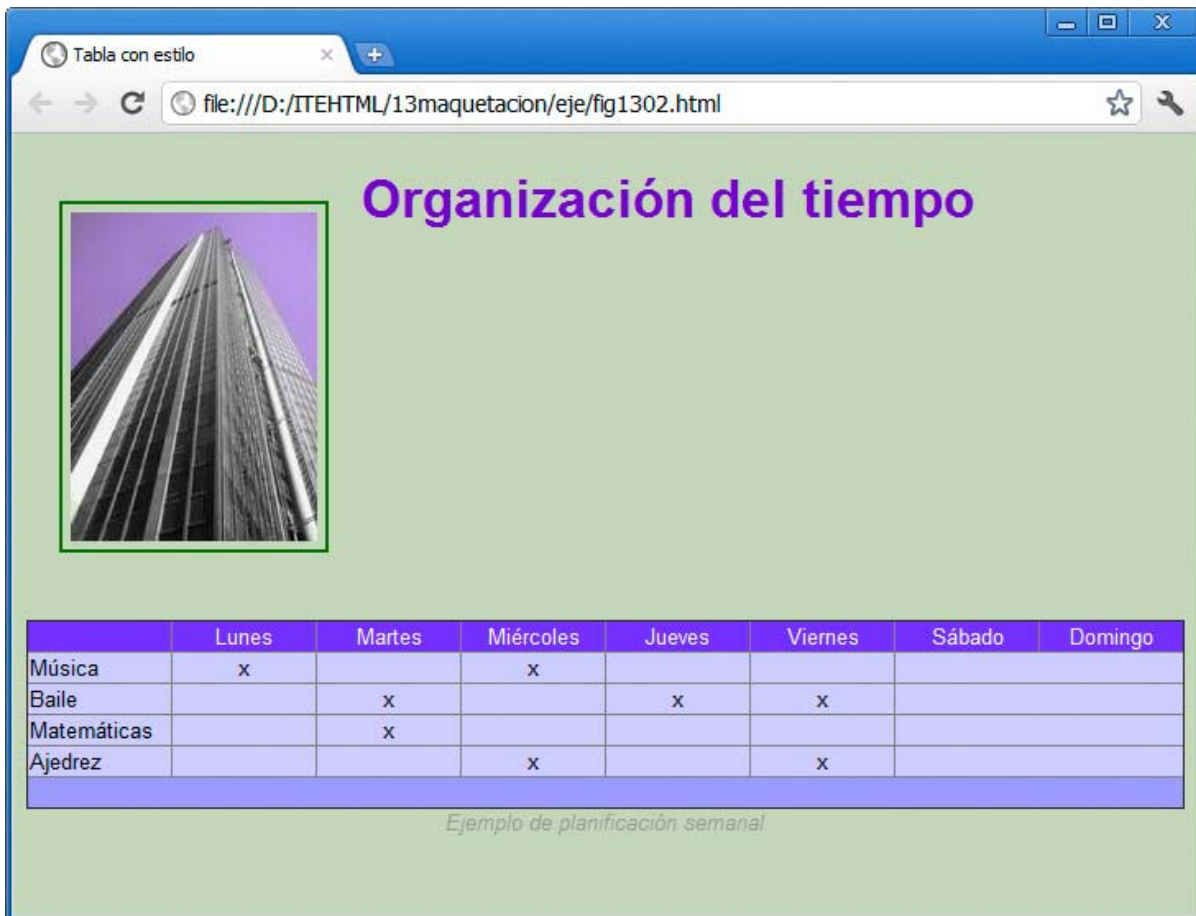 Tabla con estilo
file:///D:/ITEHTML/13maquetacion/eje/fig1302.html
Organización del tiempo
Lunes Martes Miércoles Jueves Viernes Sábado Domingo
Música x x
Baile x x x
Matemáticas x
Ajedrez x x
Ejemplo de planificación semanal